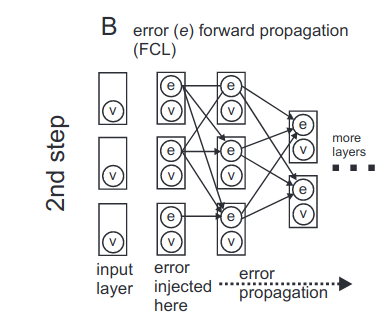 B
error (e) forward propagation
(FCL)
2nd step
e e
v v v
e
v
more
layers
e e
v v v
e
v
e e
v v v
input
layer
error
injected
here
error
propagation